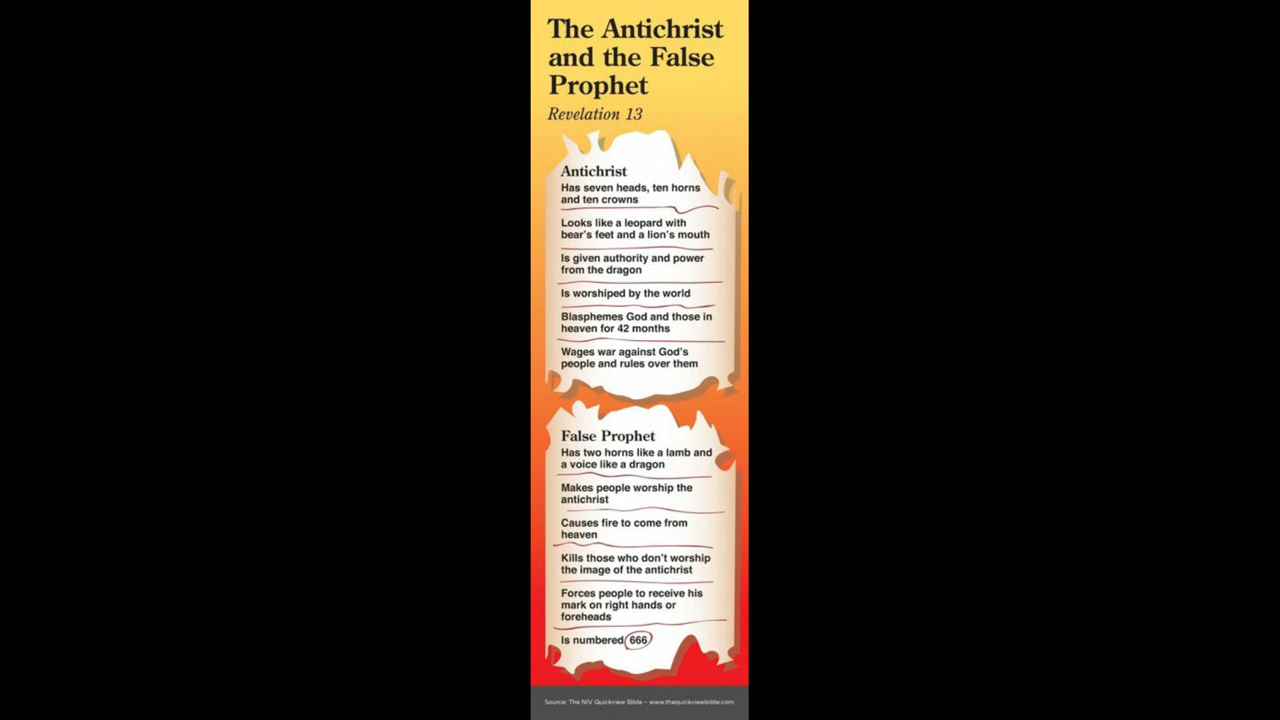 The Antichrist
and the False
Prophet
Revelation 13
Antichrist
Has seven heads, ten horns
and ten crowns
Looks like a leopard with
bear's feet and a lion's mouth
Is given authority and power
from the dragon
Is worshiped by the world
Blasphemes God and those in
heaven for 42 months
Wages war against God's
people and rules over them
False Prophet
Has two horns like a lamb and
a voice like a dragon
Makes people worship the
antichrist
Causes fire to come from
heaven
Kills those who don't worship
the image of the antichrist
Forces people to receive his
mark on right hands or
foreheads
Is numbered 666
Source: The NIV Quickview Bible – www.thequickviewbible.com